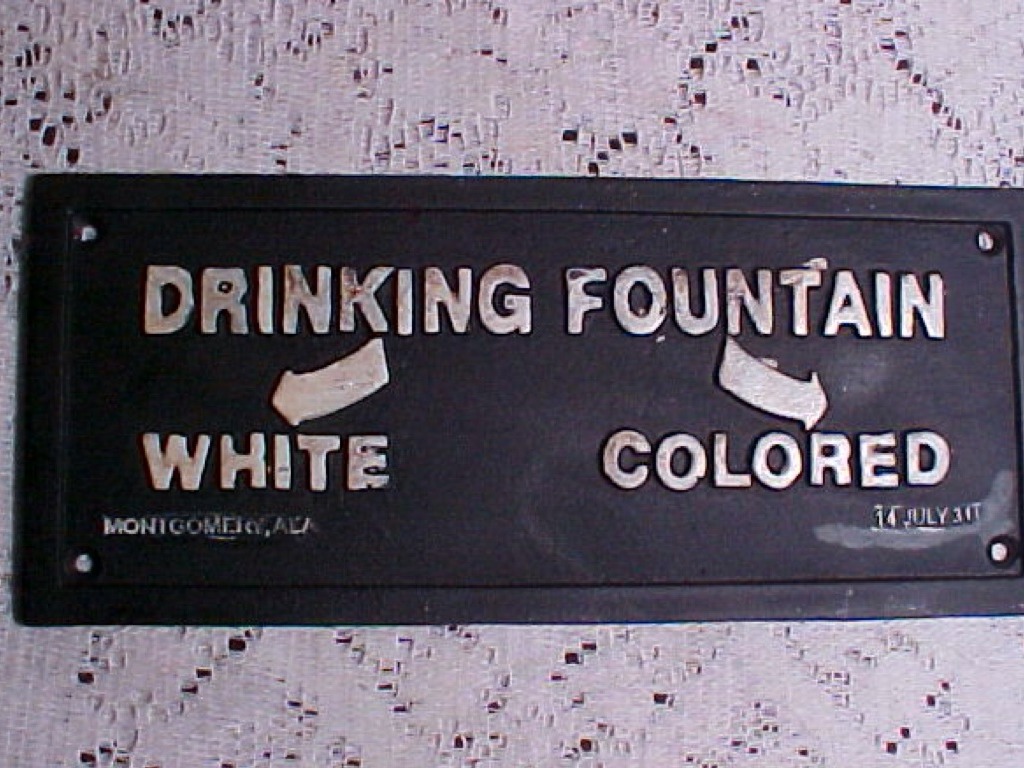 DRINKING FOUNTAIN
WHITE COLORED
MONTGOMERY, ALA
14 JULY 31